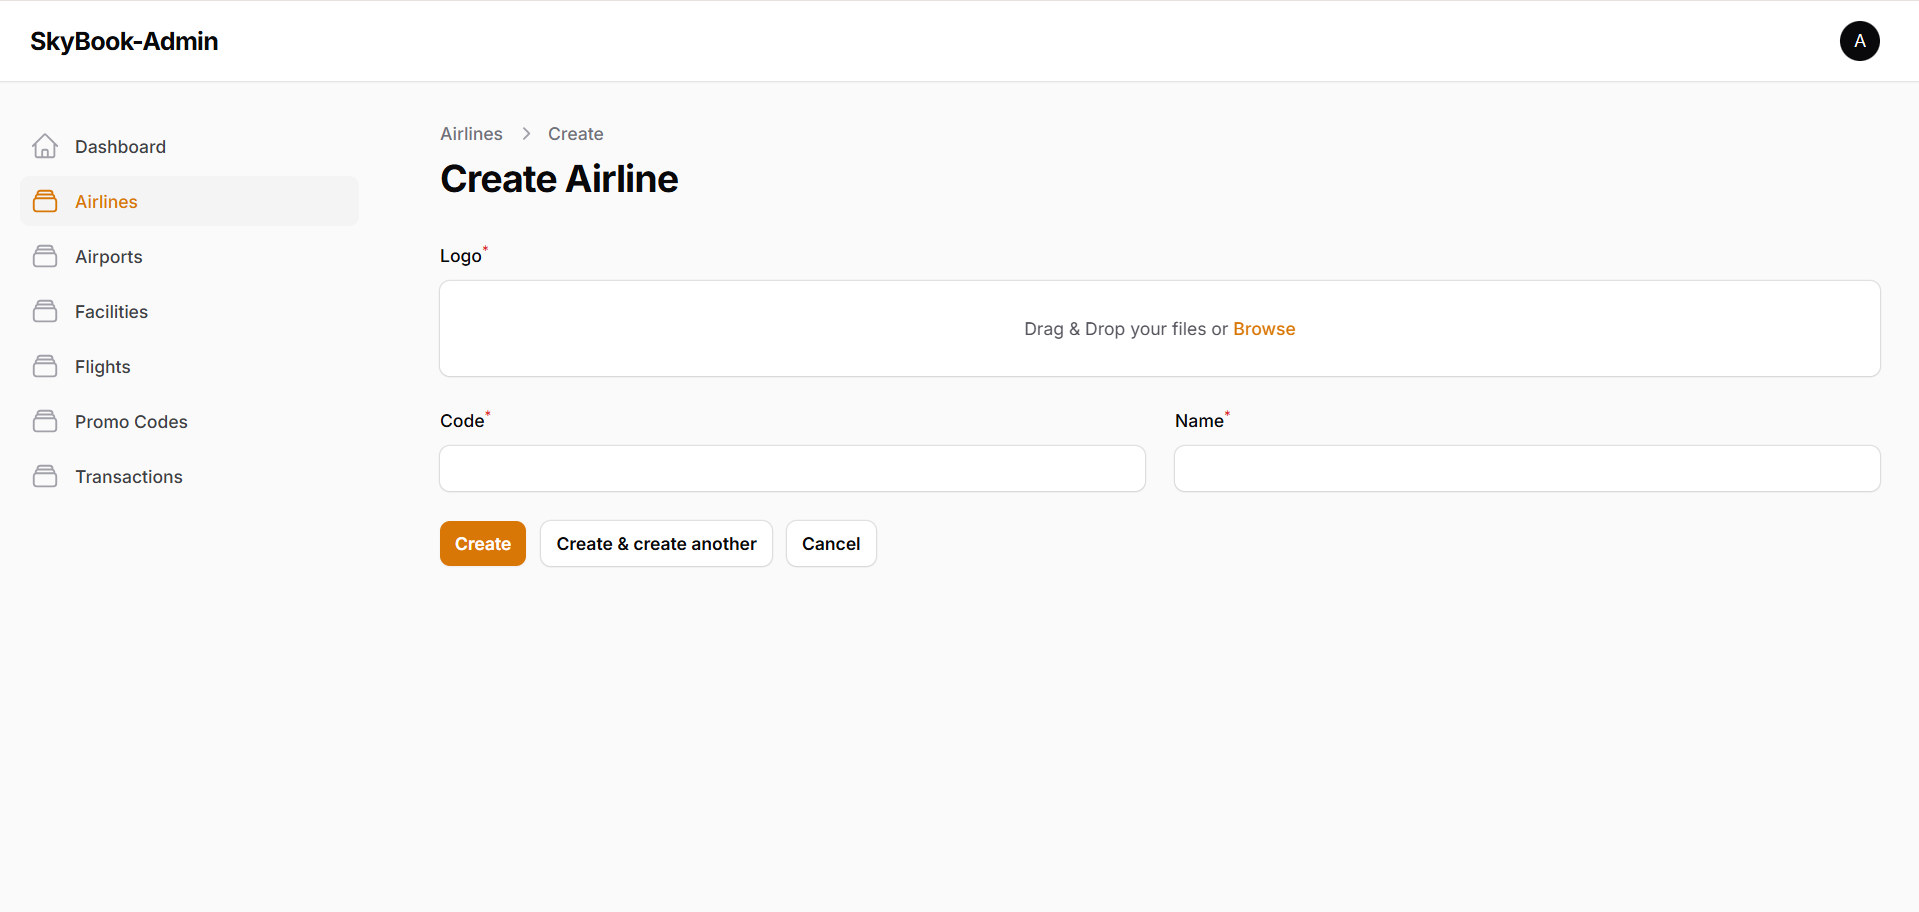 SkyBook-Admin
A
Dashboard
Airlines
Airports
Facilities
Flights
Promo Codes
Transactions
Airlines > Create
Create Airline
Logo*
Drag & Drop your files or Browse
Code*
Name*
Create
Create & create another
Cancel